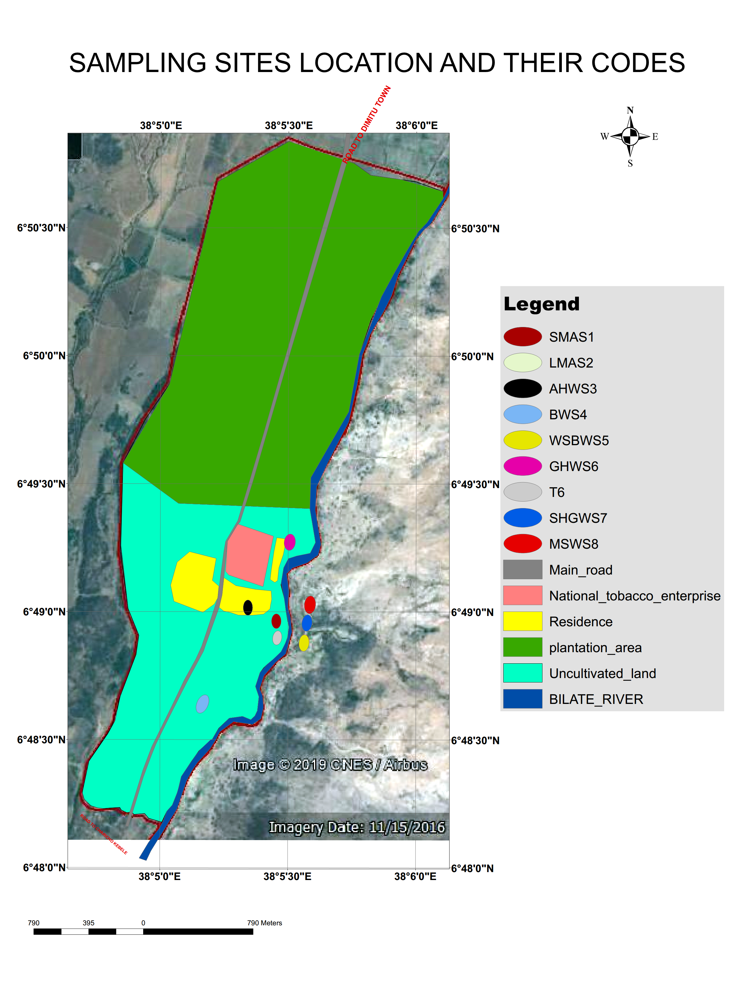 SAMPLING SITES LOCATION AND THEIR CODES
ROAD TO DIMITU TOWN
N
W E
S
38°5'0"E 38°5'30"E 38°6'0"E
6°50'30"N 6°50'30"N
6°50'0"N 6°50'0"N
6°49'30"N 6°49'30"N
6°49'0"N 6°49'0"N
6°48'30"N 6°48'30"N
6°48'0"N 6°48'0"N
Legend
SMAS1
LMAS2
AHWS3
BWS4
WSBWS5
GHWS6
T6
SHGWS7
MSWS8
Main_road
National_tobacco_enterprise
Residence
plantation_area
Uncultivated_land
BILATE_RIVER
Image © 2019 CNES / Airbus
Imagery Date: 11/15/2016
ROAD TO CHARICHO KEBELE
38°5'0"E 38°5'30"E 38°6'0"E
790 395 0 790 Meters